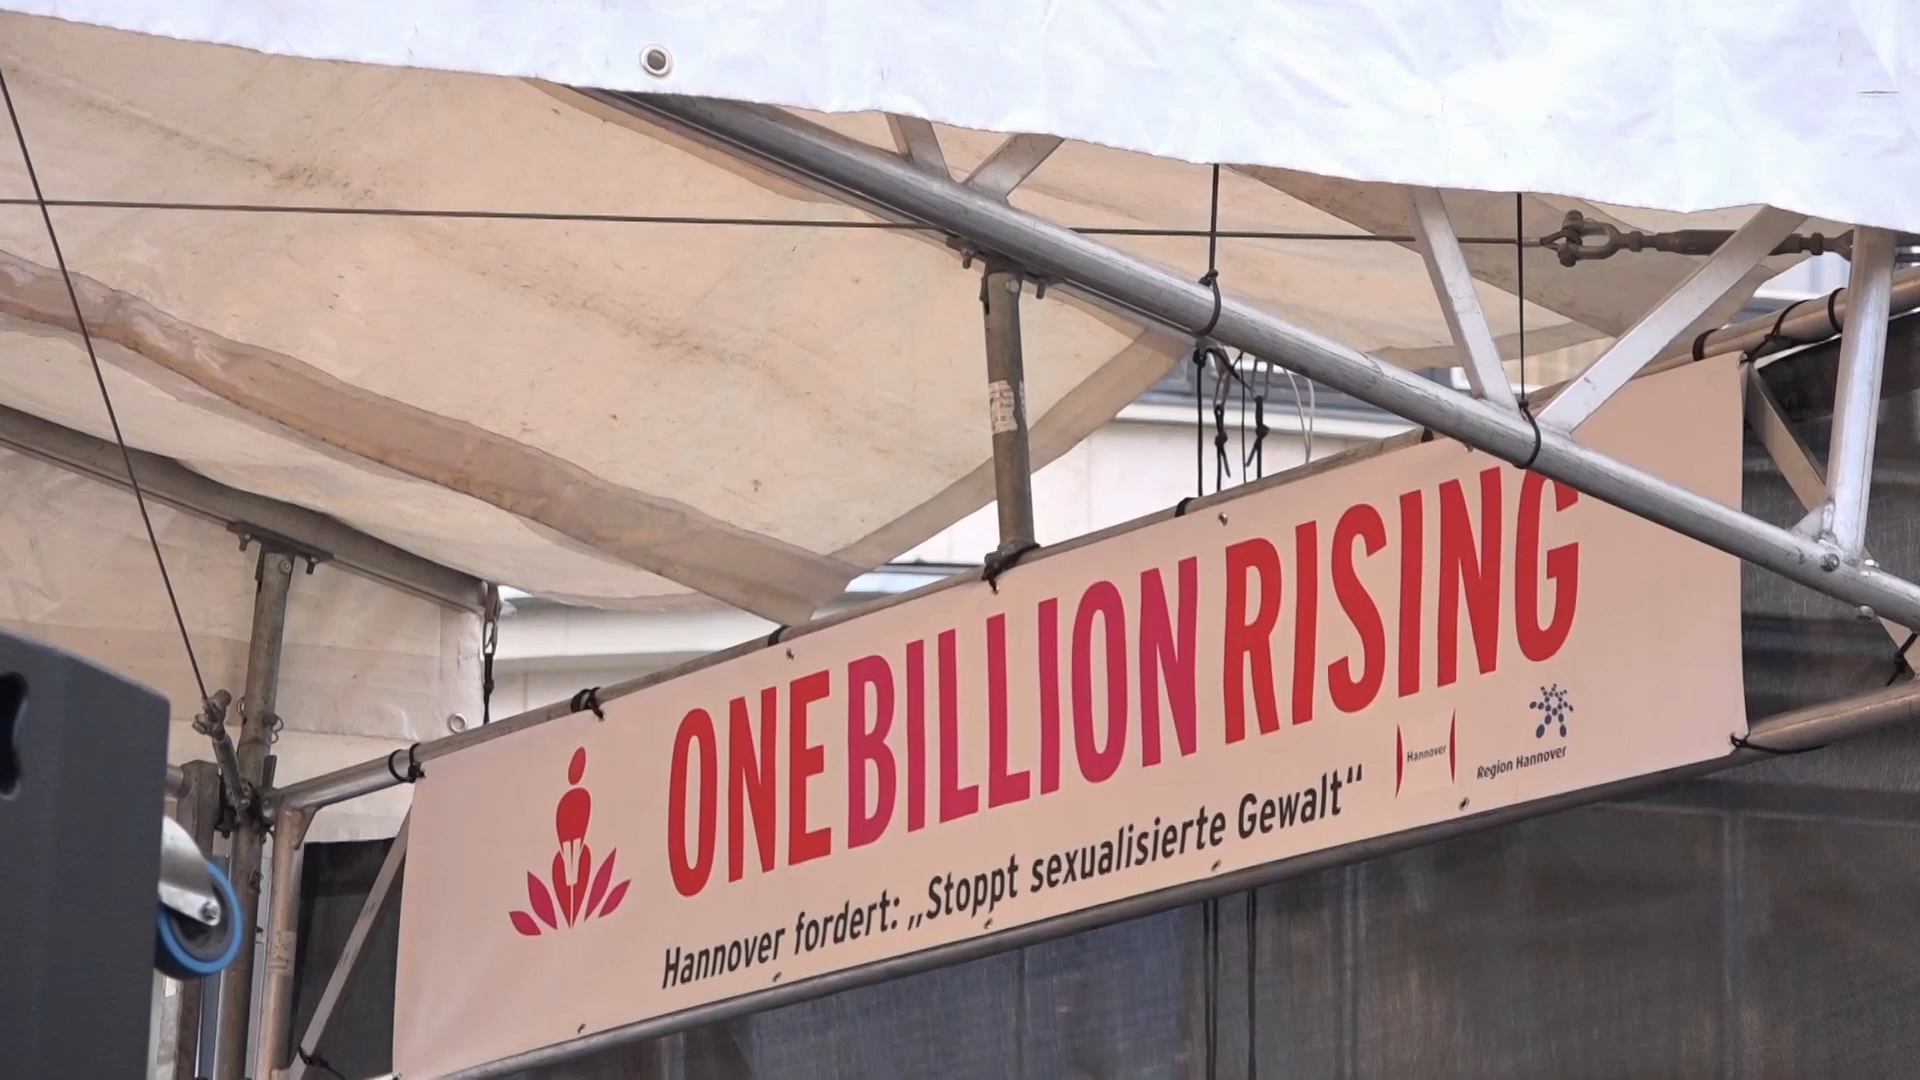 ONE BILLION RISING
Hannover fordert: „Stoppt sexualisierte Gewalt“
Hannover
Region Hannover